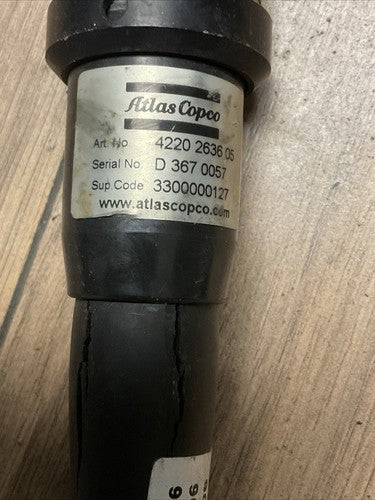 Atlas Copco
Art. No 4220 2636 05
Serial No. D 367 0057
Sup Code 3300000127
www.atlascopco.com